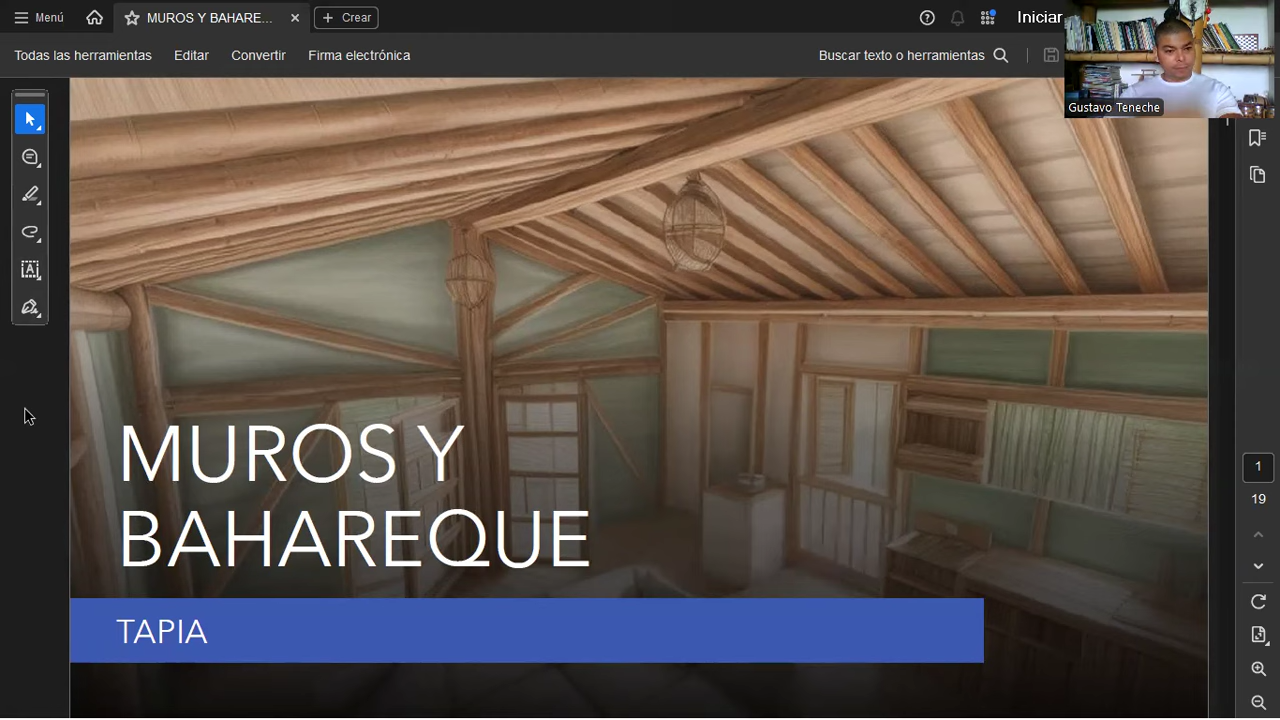 Menú
MUROS Y BAHARE...
Crear
Iniciar
Todas las herramientas
Editar
Convertir
Firma electrónica
Buscar texto o herramientas
Gustavo Teneche
MUROS Y
BAHAREQUE
TAPIA
1
19